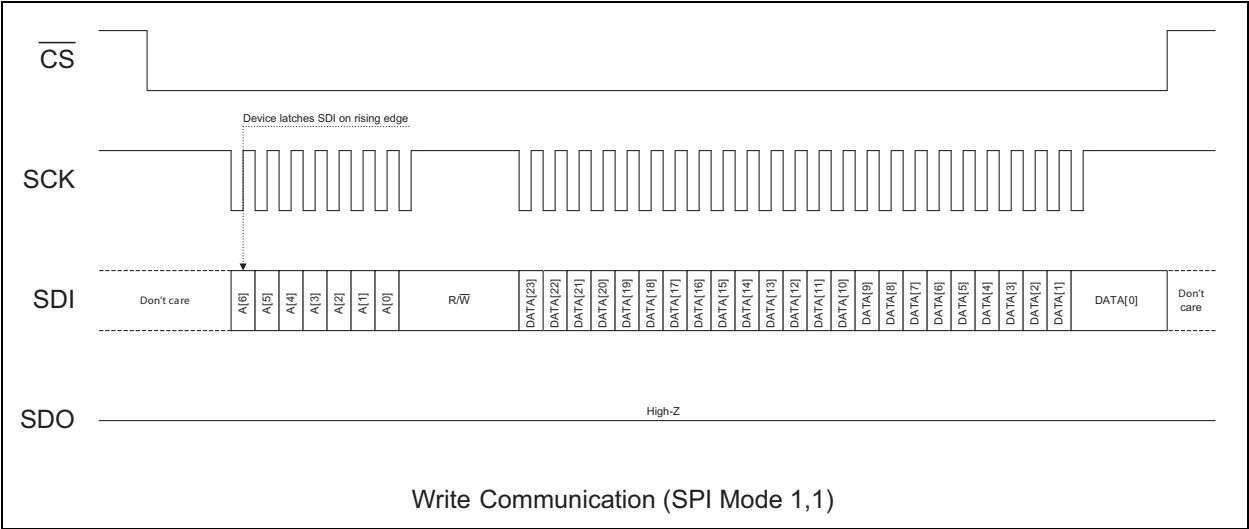 CS
Device latches SDI on rising edge
SCK
SDI
Don't care
A[6]
A[5]
A[4]
A[3]
A[2]
A[1]
A[0]
R/W
DATA[23]
DATA[22]
DATA[21]
DATA[20]
DATA[19]
DATA[18]
DATA[17]
DATA[16]
DATA[15]
DATA[14]
DATA[13]
DATA[12]
DATA[11]
DATA[10]
DATA[9]
DATA[8]
DATA[7]
DATA[6]
DATA[5]
DATA[4]
DATA[3]
DATA[2]
DATA[1]
DATA[0]
Don't
care
SDO
High-Z
Write Communication (SPI Mode 1,1)